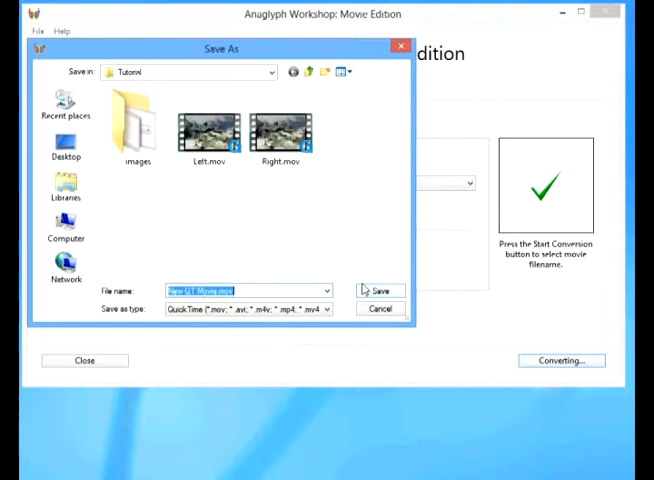 Anaglyph Workshop: Movie Edition
File Help
Save As
dition
Save in: Tutorial
Recent places
Desktop
Libraries
Computer
Network
images
Left.mov
Right.mov
Press the Start Conversion
button to select movie
filename.
File name: New QT Movie.mov
Save
Save as type: QuickTime (*.mov; *.avi; *.m4v; *.mp4; *.mv4
Cancel
Close
Converting...